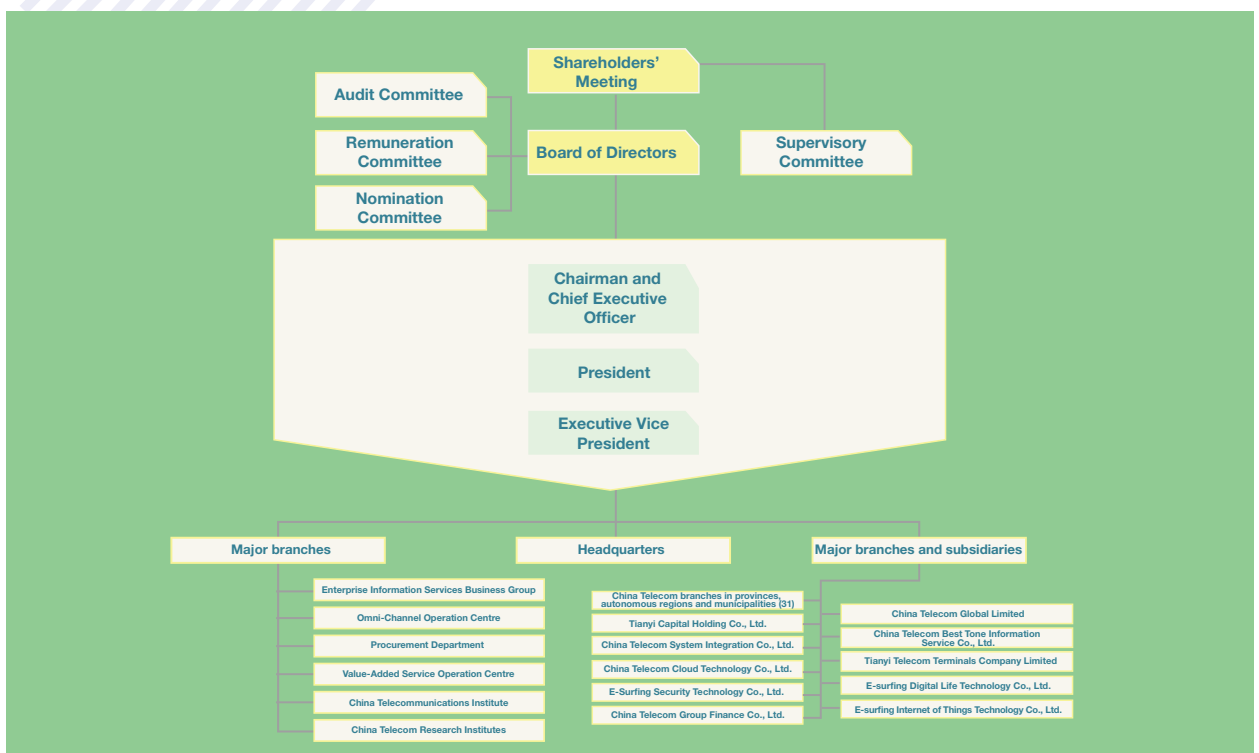 Shareholders’
Meeting
Audit Committee
Remuneration
Committee
Board of Directors
Supervisory
Committee
Nomination
Committee
Chairman and
Chief Executive
Officer
President
Executive Vice
President
Major branches
Headquarters
Major branches and subsidiaries
Enterprise Information Services Business Group
Omni-Channel Operation Centre
Procurement Department
Value-Added Service Operation Centre
China Telecommunications Institute
China Telecom Research Institutes
China Telecom branches in provinces,
autonomous regions and municipalities (31)
Tianyi Capital Holding Co., Ltd.
China Telecom System Integration Co., Ltd.
China Telecom Cloud Technology Co., Ltd.
E-Surfing Security Technology Co., Ltd.
China Telecom Group Finance Co., Ltd.
China Telecom Global Limited
China Telecom Best Tone Information
Service Co., Ltd.
Tianyi Telecom Terminals Company Limited
E-surfing Digital Life Technology Co., Ltd.
E-surfing Internet of Things Technology Co., Ltd.